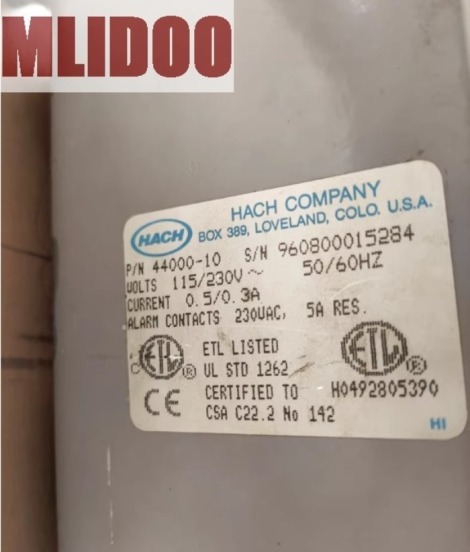 MLIDOO
HACH COMPANY
HACH BOX 389, LOVELAND, COLO. U.S.A.
P/N 44000-10 S/N 960800015284
VOLTS 115/230V ~ 50/60HZ
CURRENT 0.5/0.3A
ALARM CONTACTS 230VAC, 5A RES.
ETL ® ETL LISTED ETL ®
UL STD 1262
CERTIFIED TO H0492805390
CE CSA C22.2 No 142
HI